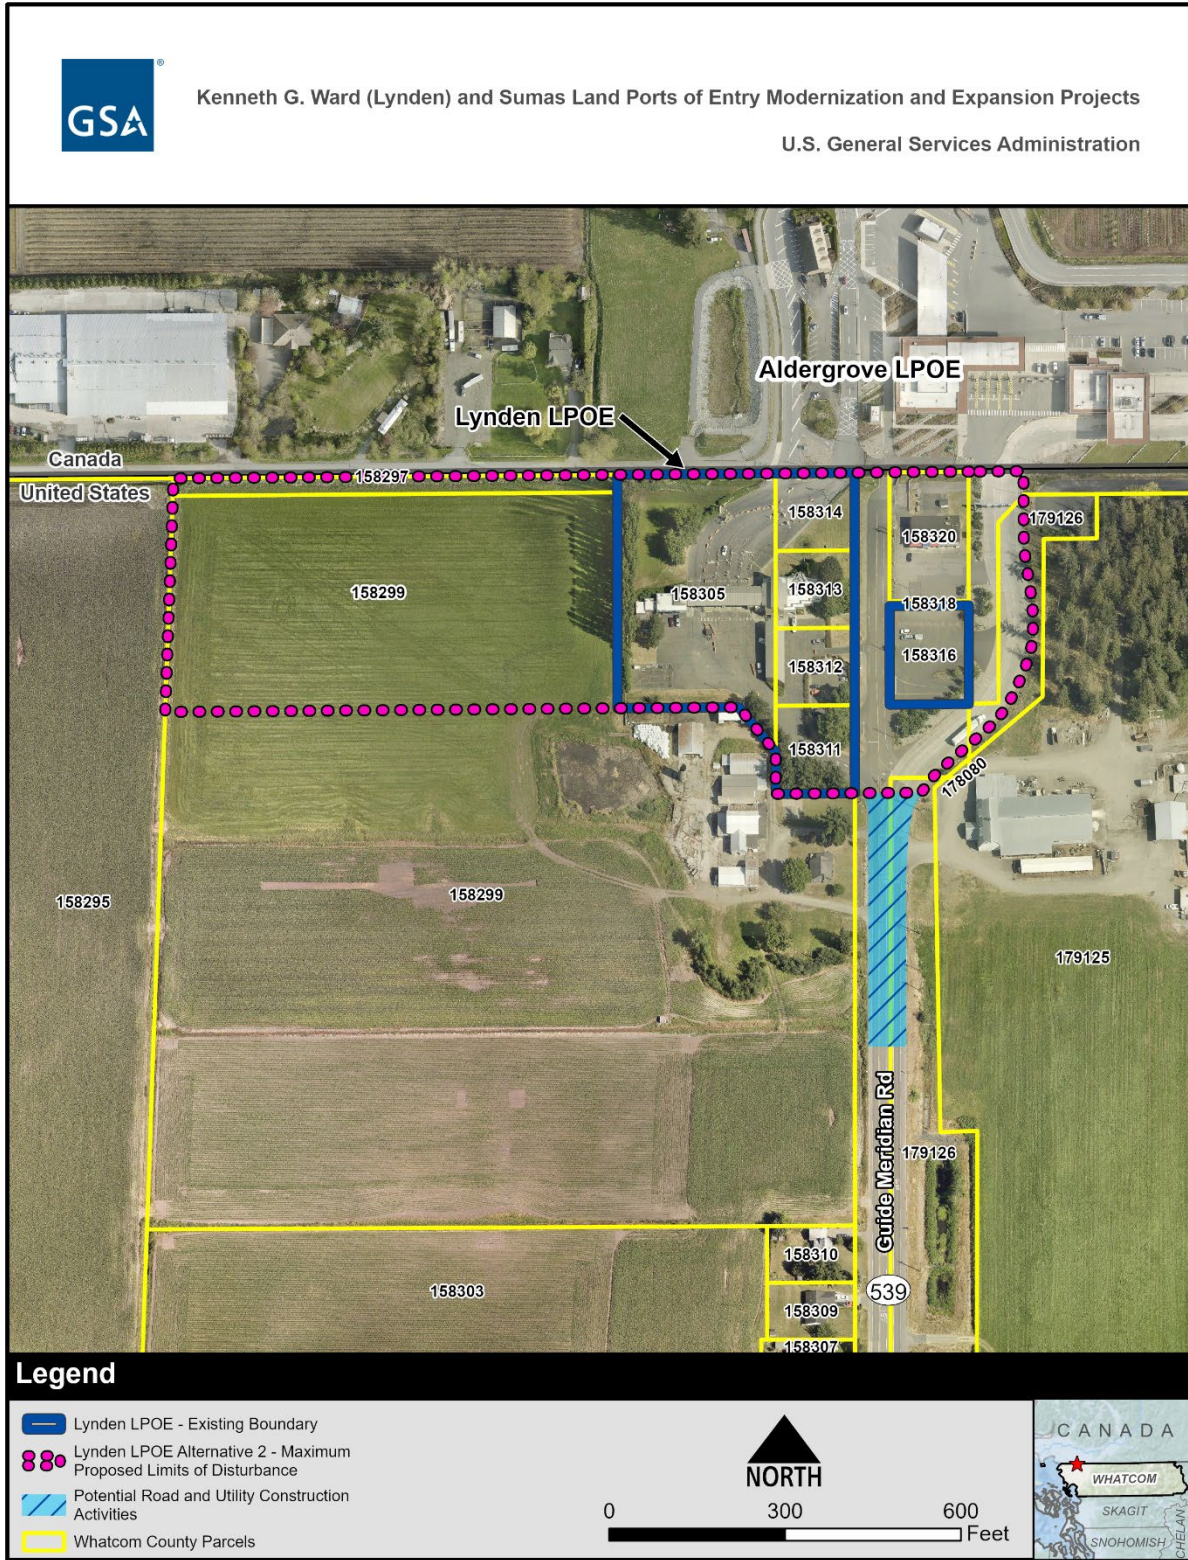 GSA
®
Kenneth G. Ward (Lynden) and Sumas Land Ports of Entry Modernization and Expansion Projects
U.S. General Services Administration
Aldergrove LPOE
Lynden LPOE
Canada
158297
United States
158314
179126
158320
158299
158305
158313
158318
158312
158316
158311
178080
158299
158295
179125
Guide Meridian Rd
179126
158310
158303
539
158309
158307
Legend
Lynden LPOE - Existing Boundary
Lynden LPOE Alternative 2 - Maximum
Proposed Limits of Disturbance
Potential Road and Utility Construction
Activities
Whatcom County Parcels
NORTH
0 300 600
Feet
CANADA
WHATCOM
SKAGIT
SNOHOMISH
CHELAN